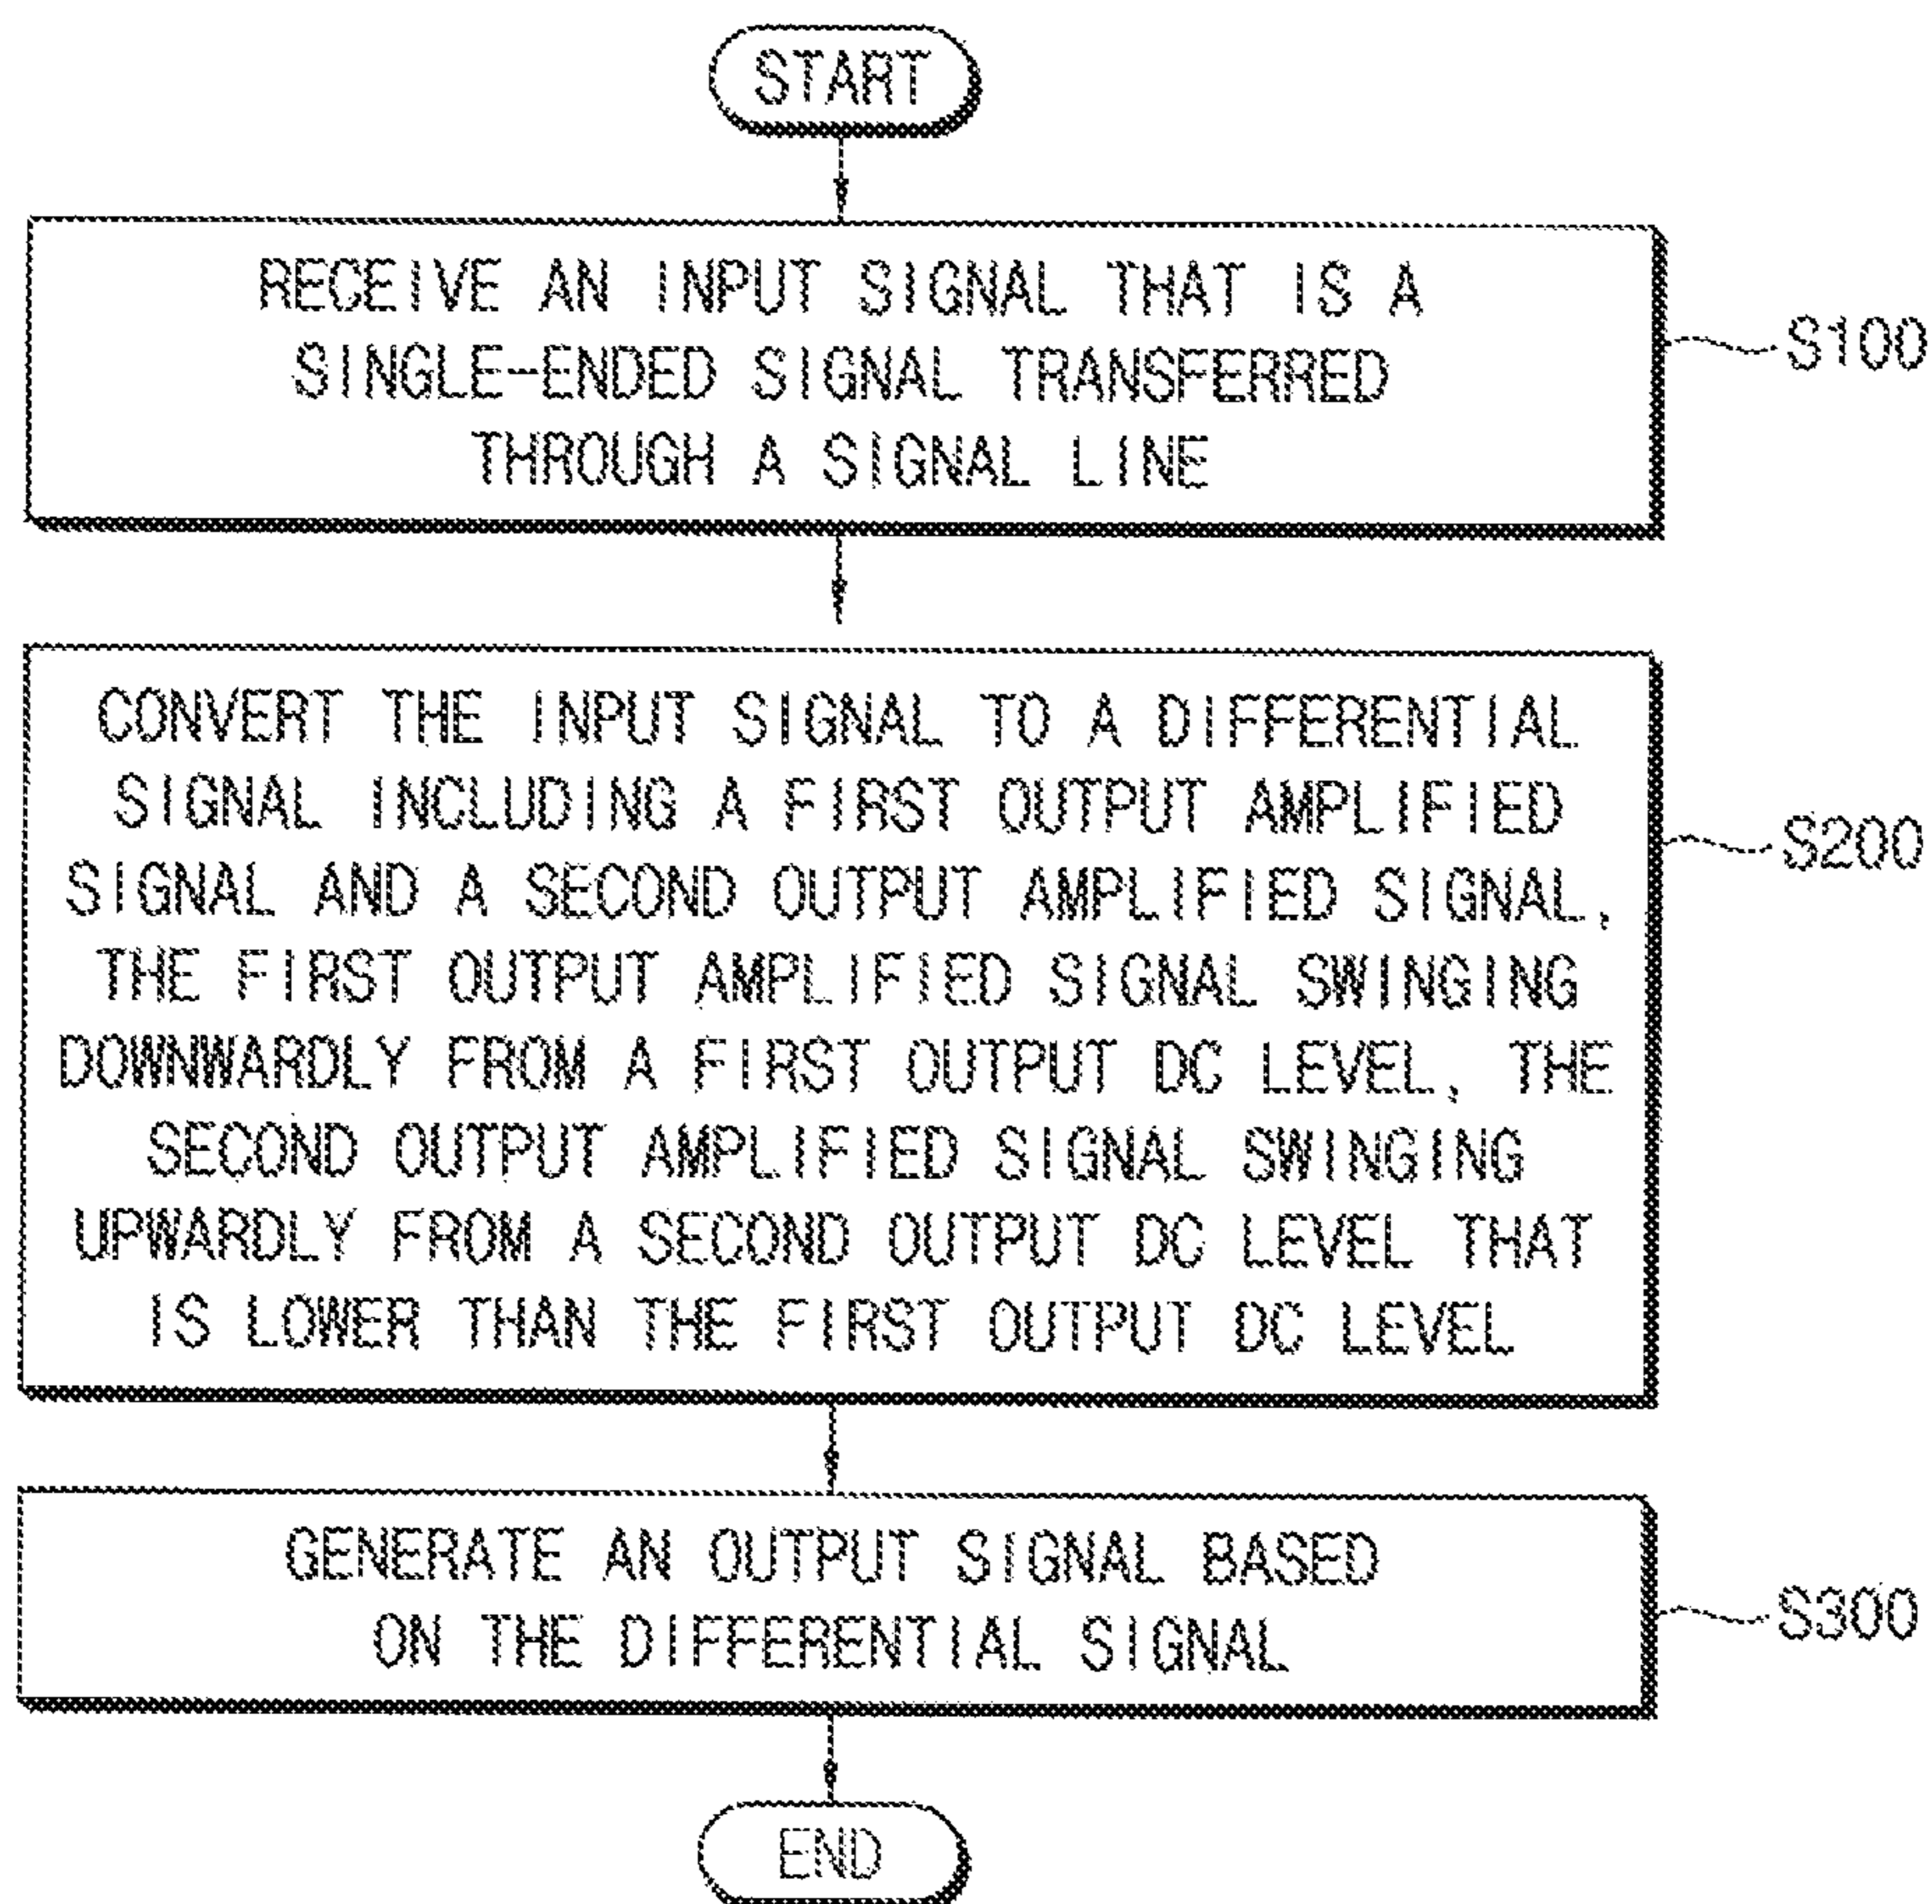 START
RECEIVE AN INPUT SIGNAL THAT IS A
SINGLE-ENDED SIGNAL TRANSFERRED
THROUGH A SIGNAL LINE
S100
CONVERT THE INPUT SIGNAL TO A DIFFERENTIAL
SIGNAL INCLUDING A FIRST OUTPUT AMPLIFIED
SIGNAL AND A SECOND OUTPUT AMPLIFIED SIGNAL,
THE FIRST OUTPUT AMPLIFIED SIGNAL SWINGING
DOWNWARDLY FROM A FIRST OUTPUT DC LEVEL, THE
SECOND OUTPUT AMPLIFIED SIGNAL SWINGING
UPWARDLY FROM A SECOND OUTPUT DC LEVEL THAT
IS LOWER THAN THE FIRST OUTPUT DC LEVEL
S200
GENERATE AN OUTPUT SIGNAL BASED
ON THE DIFFERENTIAL SIGNAL
S300
END